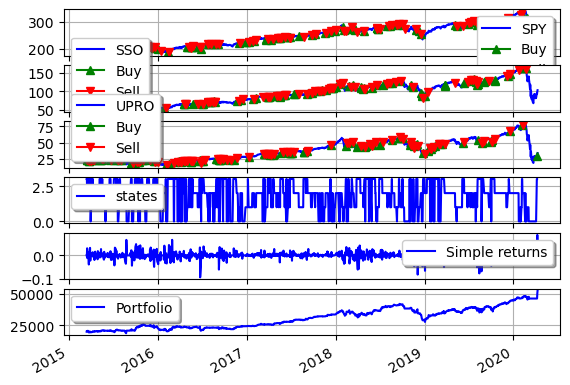 300
200
SPY
Buy
SSO
Buy
Sell
150
100
50
UPRO
Buy
Sell
75
50
25
2.5
0.0
states
0.0
−0.1
Simple returns
50000
25000
Portfolio
2015 2016 2017 2018 2019 2020